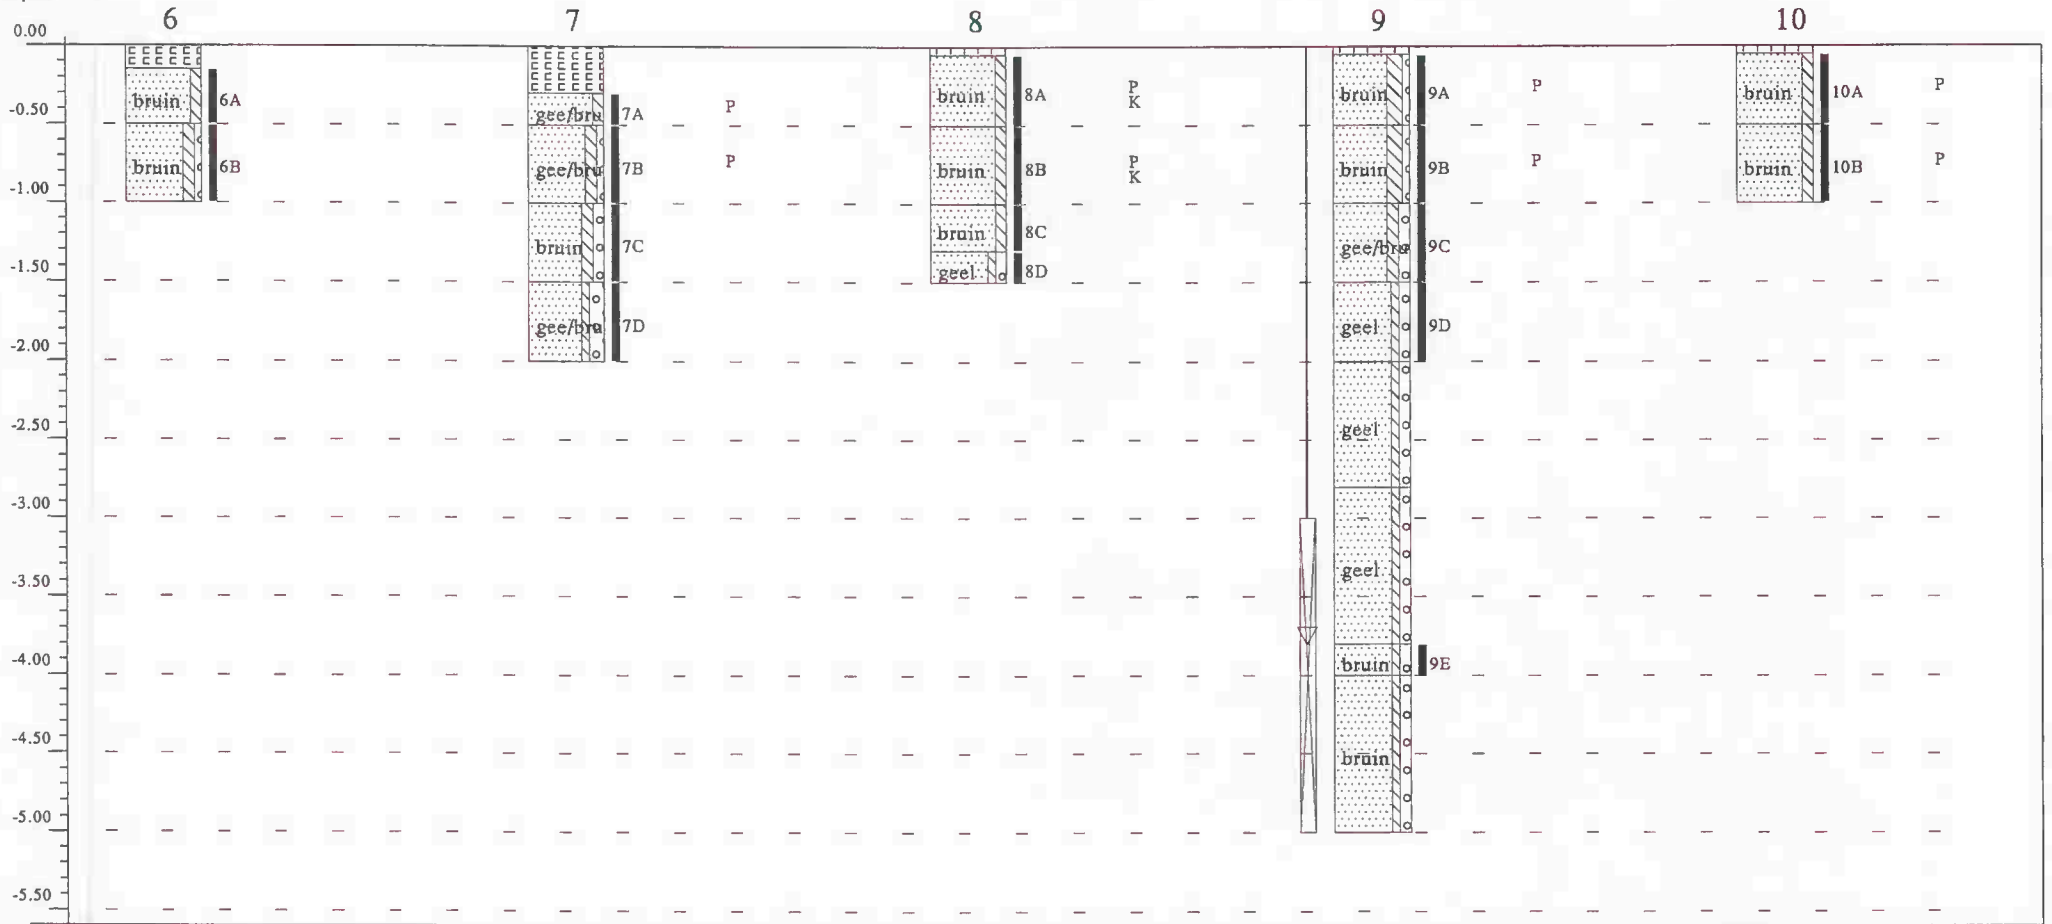 6 7 8 9 10
0.00
bruin 6A
-0.50
bruin 6B
-1.00
-1.50
-2.00
-2.50
-3.00
-3.50
-4.00
-4.50
-5.00
-5.50
gee/bru 7A P
gee/bru 7B P
bruin 7C
gee/bru 7D
bruin 8A P
K
bruin 8B P
K
bruin 8C
geel 8D
bruin 9A P
bruin 9B P
gee/bru 9C
geel 9D
geel
geel
bruin 9E
bruin
bruin 10A P
bruin 10B P